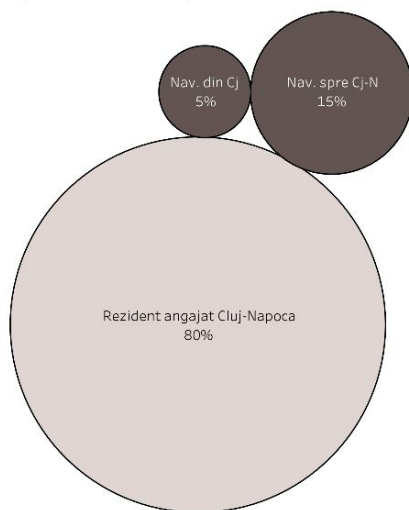 Nav. din Cj
5%
Nav. spre Cj-N
15%
Rezident angajat Cluj-Napoca
80%